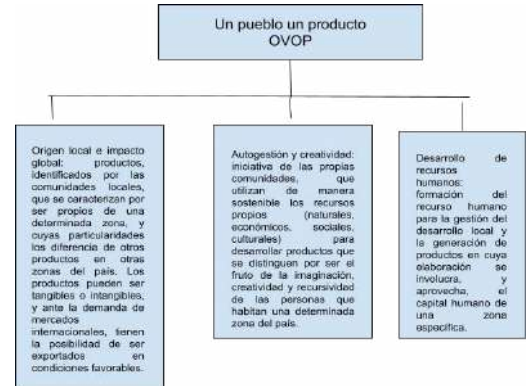 Un pueblo un producto
OVOP
Origen local e impacto
global: productos,
identificados por las
comunidades locales,
que se caracterizan por
ser propios de una
determinada zona, y
cuyas particularidades
los diferencia de otros
productos en otras
zonas del país. Los
productos pueden ser
tangibles o intangibles,
y ante la demanda de
mercados
internacionales, tienen
la posibilidad de ser
exportados en
condiciones favorables.
Autogestión y creatividad:
iniciativa de las propias
comunidades, que
utilizan de manera
sostenible los recursos
propios (naturales,
económicos, sociales,
culturales) para
desarrollar productos que
se distinguen por ser el
fruto de la imaginación,
creatividad y recursividad
de las personas que
habitan una determinada
zona del país.
Desarrollo de
recursos
humanos:
formación del
recurso humano
para la gestión del
desarrollo local y
la generación de
productos en cuya
elaboración se
involucra, y
aprovecha, el
capital humano de
una zona
específica.